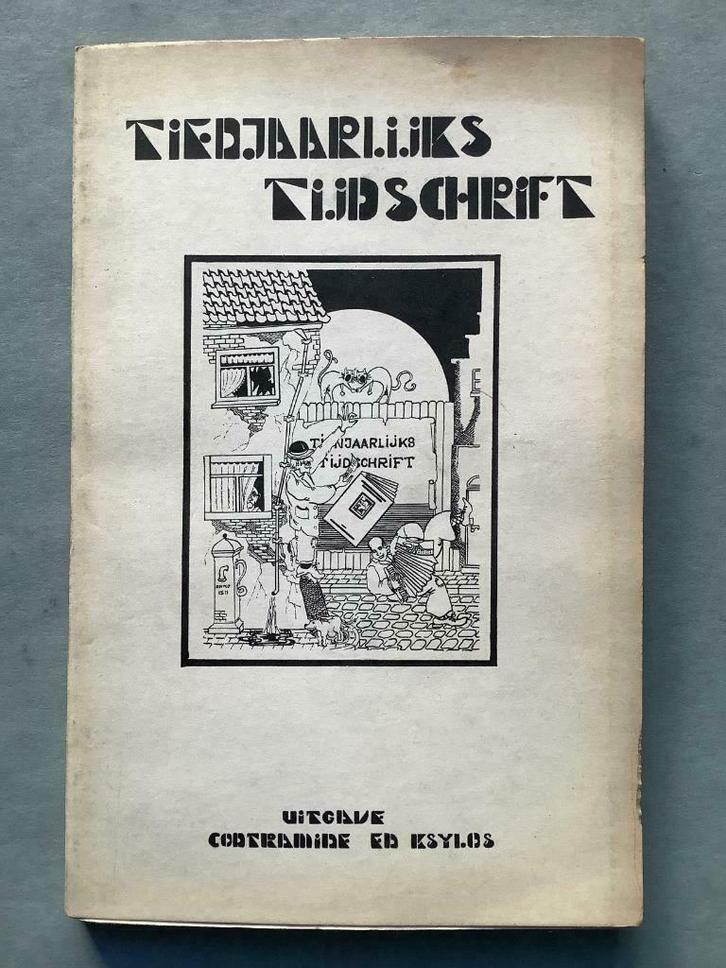 TIENJAARLIJKS
TIJDSCHRIFT
TIENJAARLIJKS
TIJDSCHRIFT
UITGAVE
CONTRAMINE EN KSYLOS